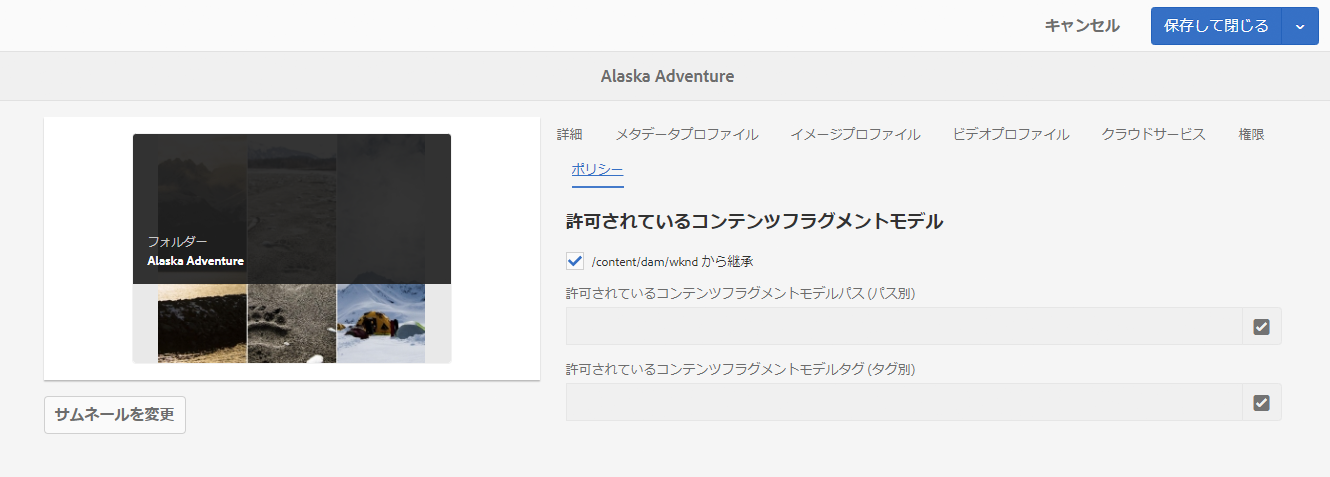 キャンセル
保存して閉じる
Alaska Adventure
フォルダー
Alaska Adventure
サムネールを変更
詳細 メタデータプロファイル イメージプロファイル ビデオプロファイル クラウドサービス 権限
ポリシー
許可されているコンテンツフラグメントモデル
/content/dam/wknd から継承
許可されているコンテンツフラグメントモデルパス (パス別)
許可されているコンテンツフラグメントモデルタグ (タグ別)